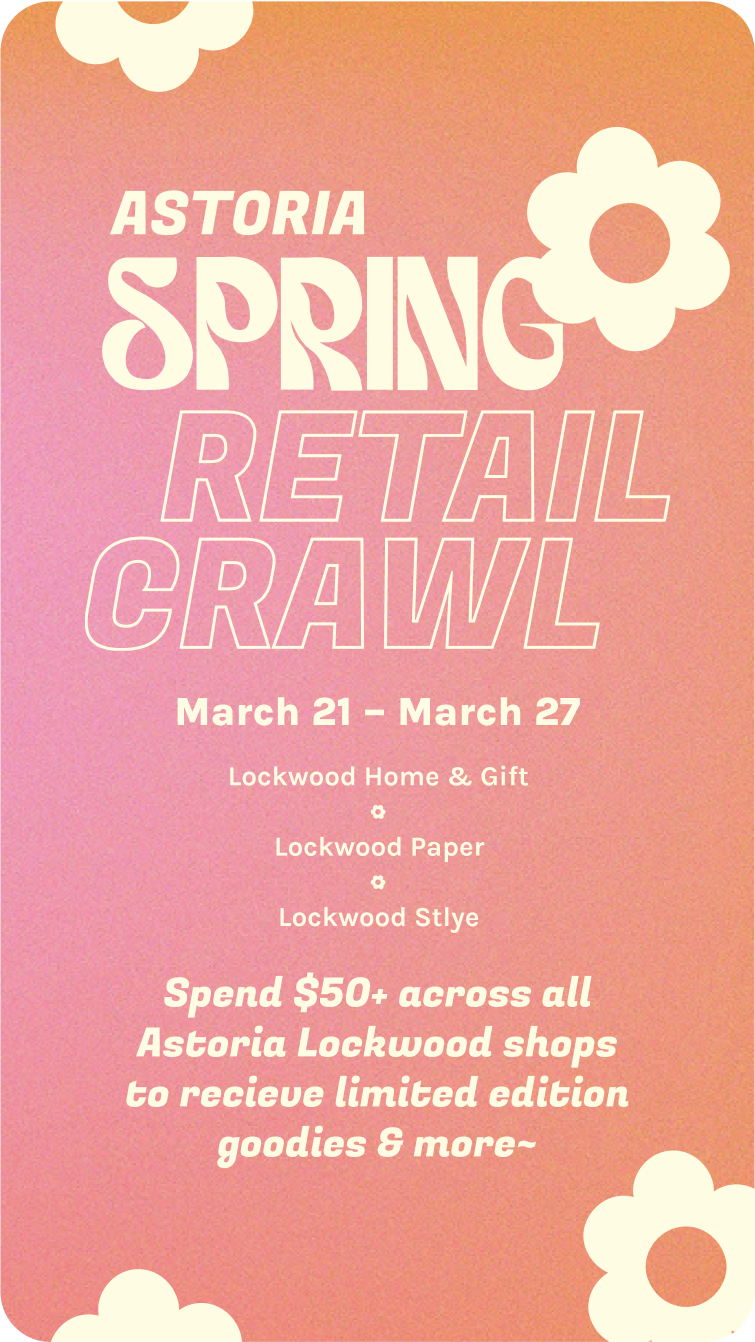 ASTORIA
SPRING
RETAIL
CRAWL
March 21 – March 27
Lockwood Home & Gift
Lockwood Paper
Lockwood Stlye
Spend $50+ across all
Astoria Lockwood shops
to recieve limited edition
goodies & more~